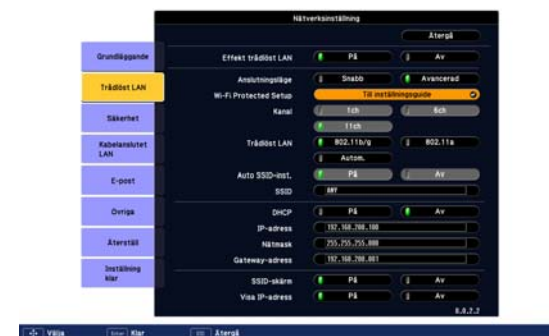 Nätverksinställning
Återgå
Grundläggande
Effekt trådlöst LAN På Av
Trådlöst LAN
Anslutningsläge Snabb Avancerad
Wi-Fi Protected Setup Till inställningsguide
Säkerhet
Kanal 1ch 6ch
11ch
Kabelanslutet LAN
Trådlöst LAN 802.11b/g 802.11a
Autom.
E-post
Auto SSID-inst. På Av
SSID ANY
Övriga
DHCP På Av
IP-adress 192.168.200.100
Återställ
Nätmask 255.255.255.000
Gateway-adress 192.168.200.001
Inställning klar
SSID-skärm På Av
Visa IP-adress På Av
0.0.2.2
Välja Klar Återgå